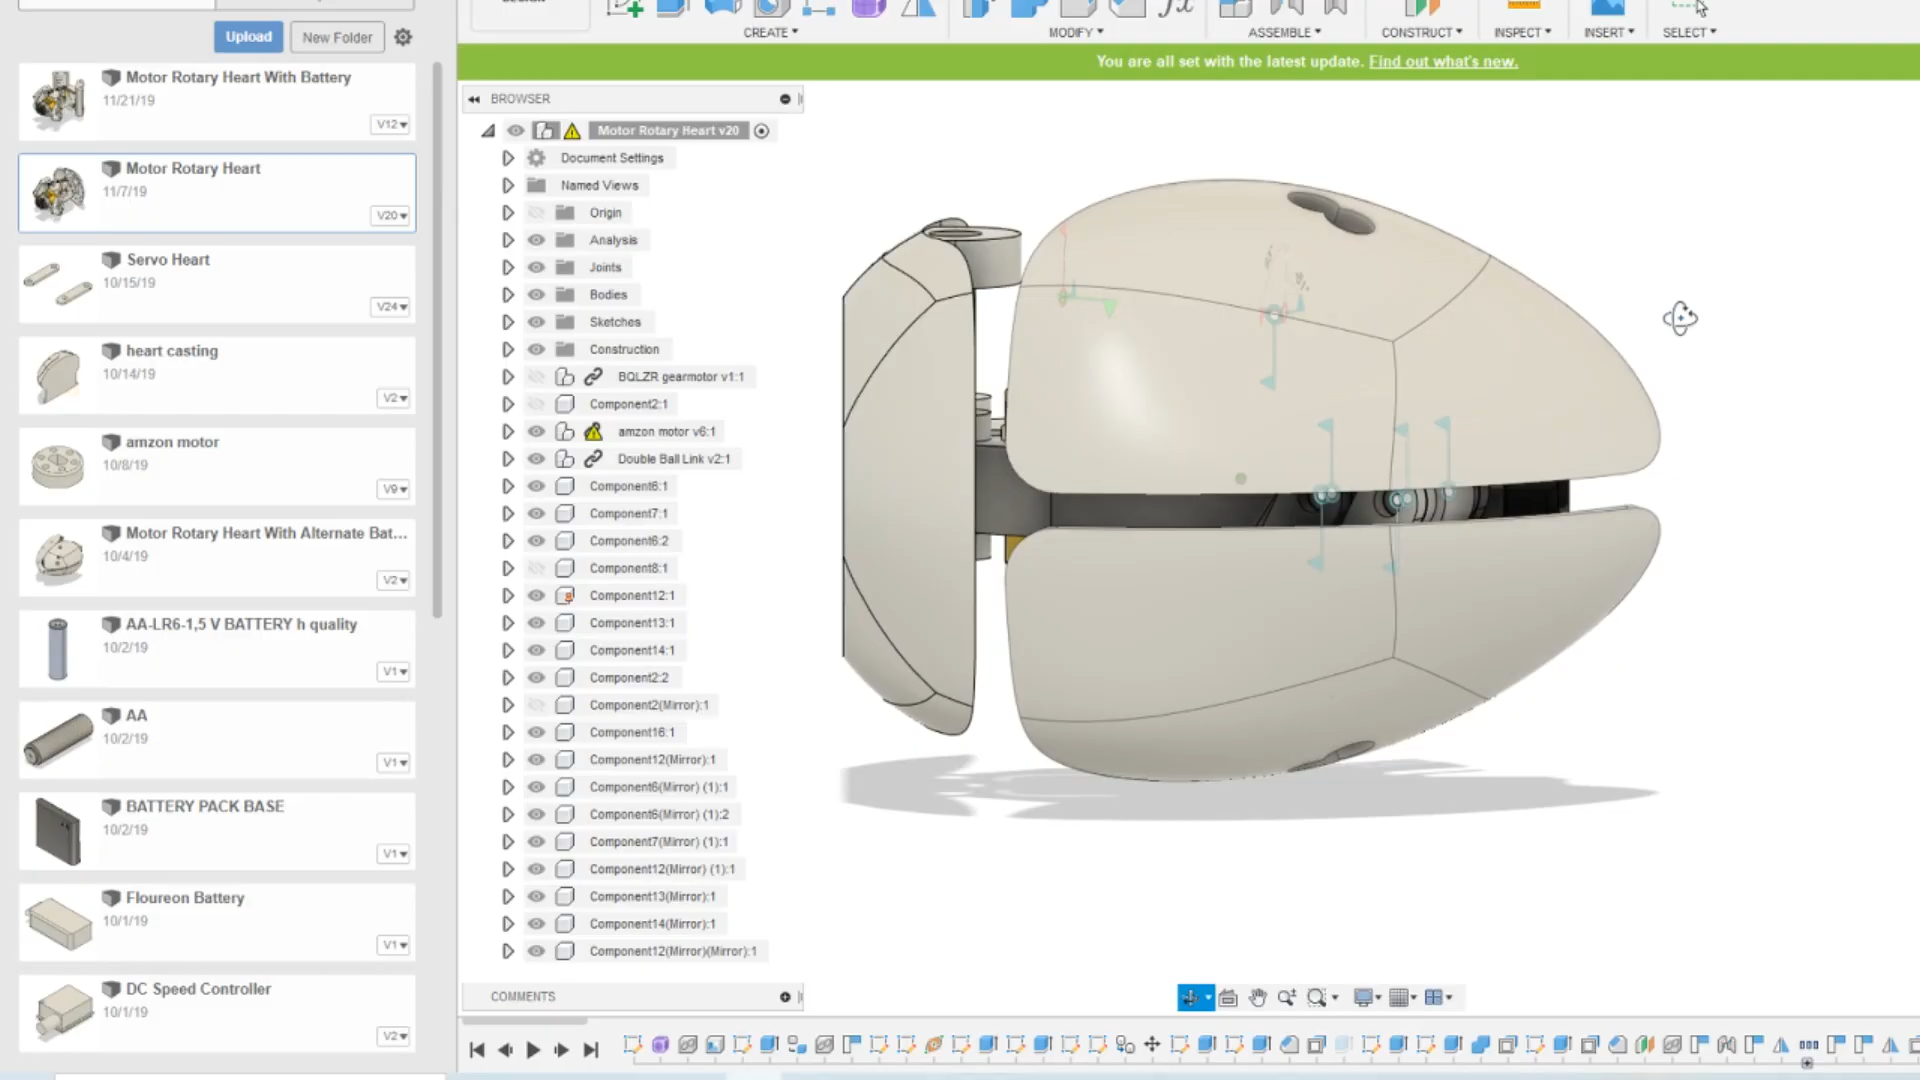 Upload New Folder
Motor Rotary Heart With Battery
11/21/19
V12
Motor Rotary Heart
11/7/19
V20
Servo Heart
10/15/19
V24
heart casting
10/14/19
V2
amzon motor
10/8/19
V9
Motor Rotary Heart With Alternate Bat...
10/4/19
V2
AA-LR6-1,5 V BATTERY h quality
10/2/19
V1
AA
10/2/19
V1
BATTERY PACK BASE
10/2/19
V1
Floureon Battery
10/1/19
V1
DC Speed Controller
10/1/19
V2
CREATE MODIFY ASSEMBLE CONSTRUCT INSPECT INSERT SELECT
You are all set with the latest update. Find out what's new.
BROWSER
Motor Rotary Heart v20
Document Settings
Named Views
Origin
Analysis
Joints
Bodies
Sketches
Construction
BQLZR gearmotor v1:1
Component2:1
amzon motor v6:1
Double Ball Link v2:1
Component6:1
Component7:1
Component6:2
Component8:1
Component12:1
Component13:1
Component14:1
Component2:2
Component2(Mirror):1
Component16:1
Component12(Mirror):1
Component6(Mirror) (1):1
Component6(Mirror) (1):2
Component7(Mirror) (1):1
Component12(Mirror) (1):1
Component13(Mirror):1
Component14(Mirror):1
Component12(Mirror)(Mirror):1
COMMENTS